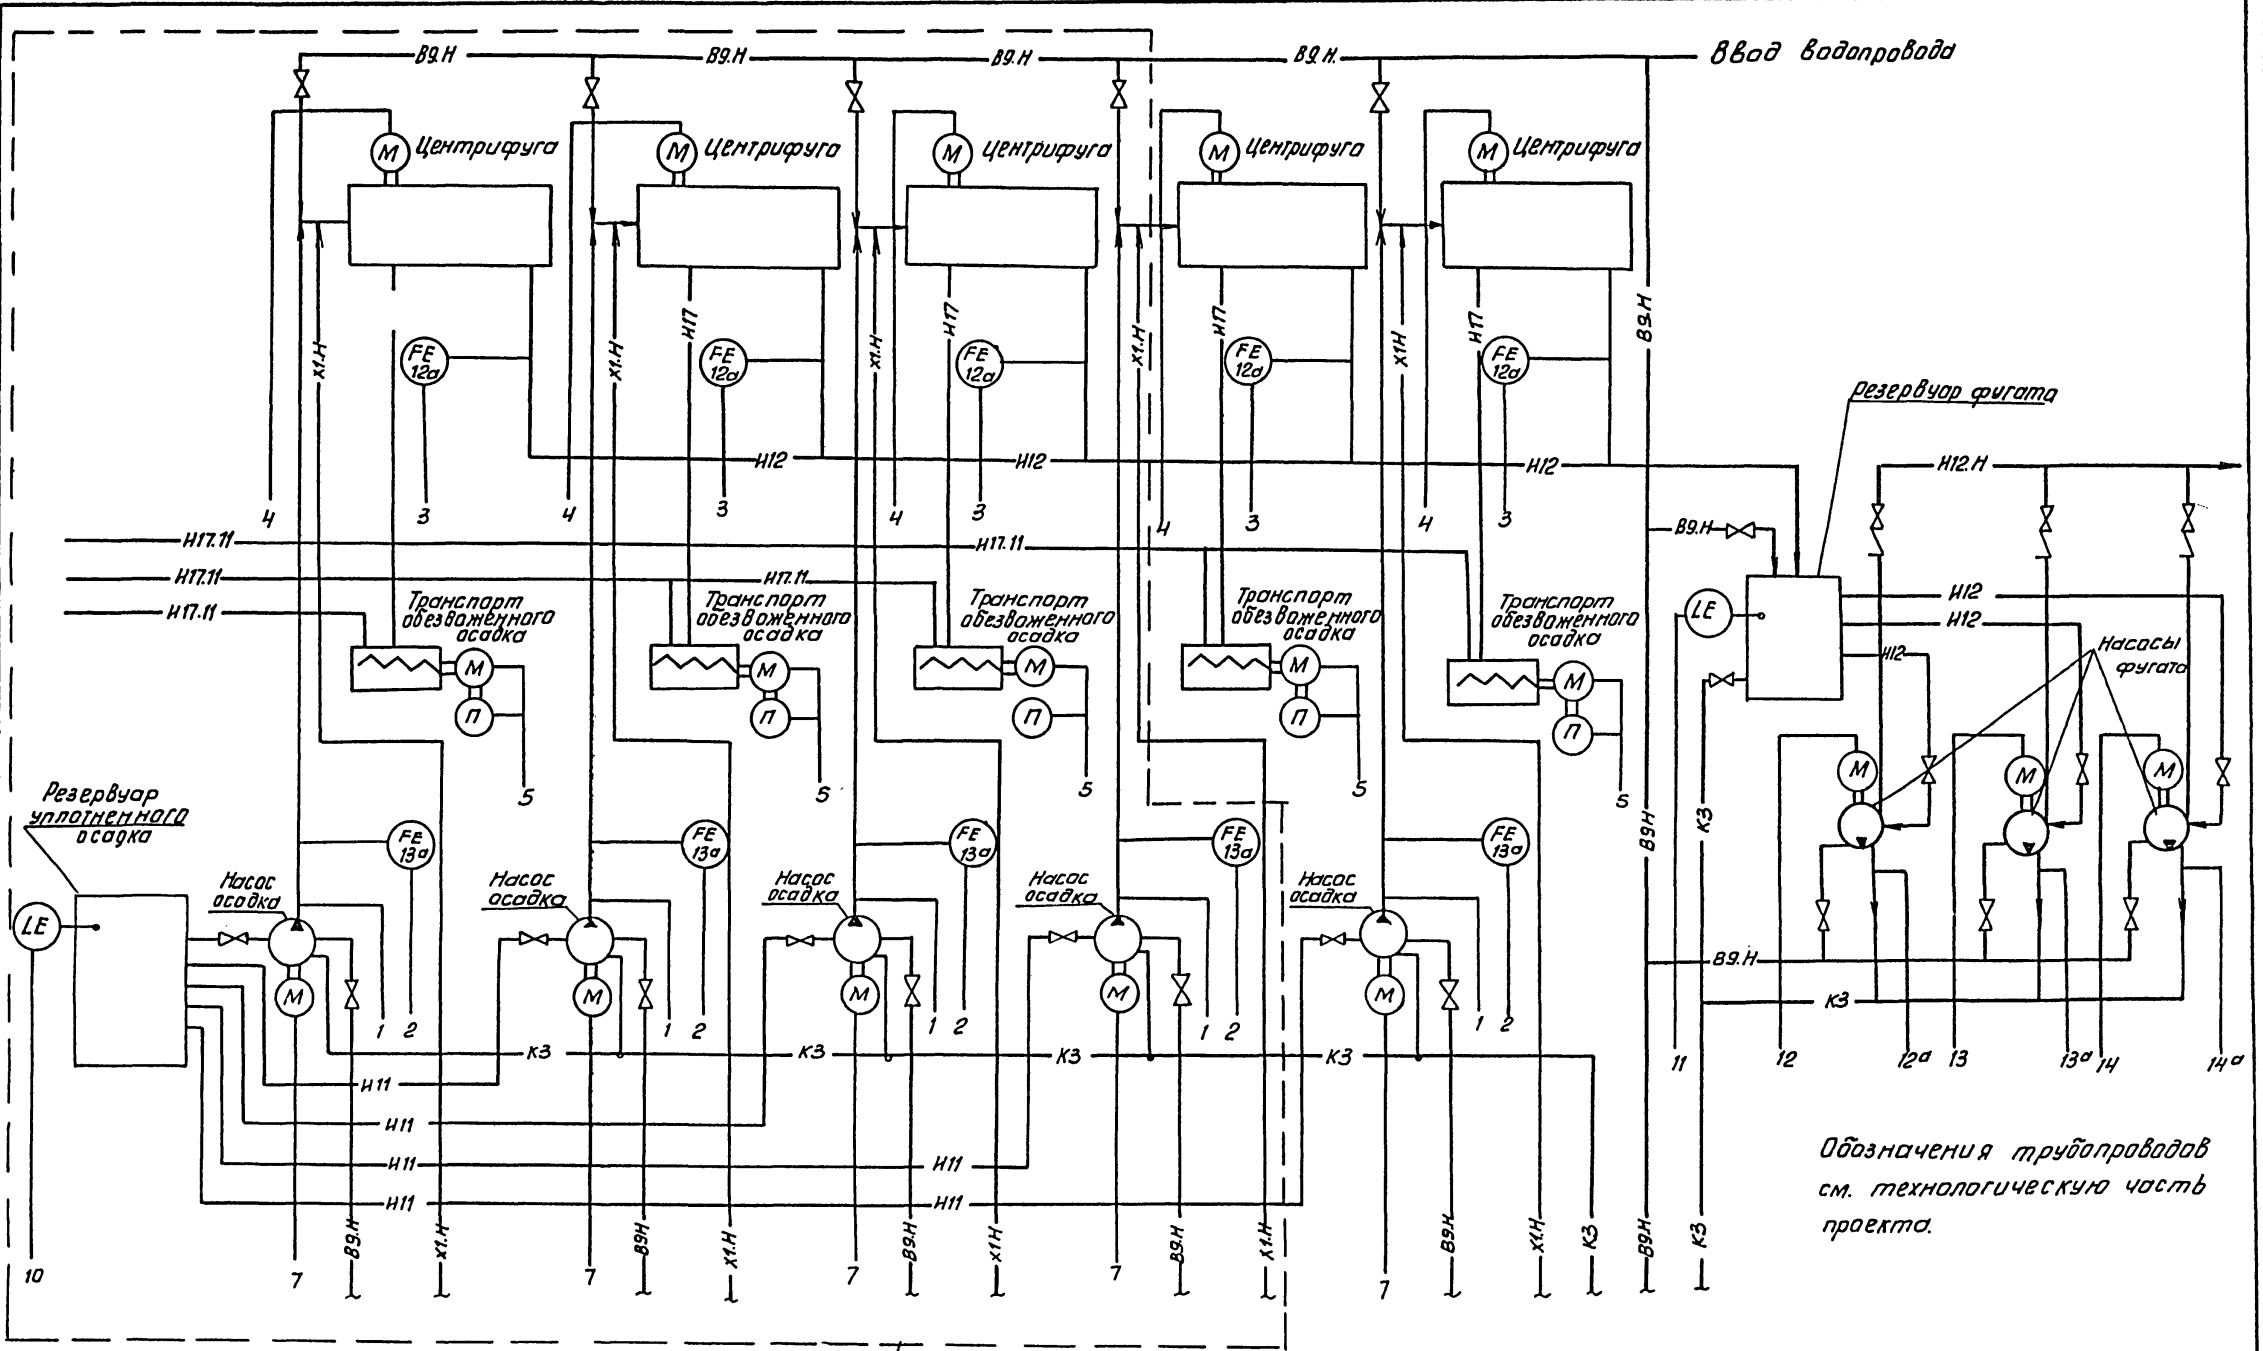 В9.Н В9.Н В9.Н В9.Н. Ввод водопровода
М Центрифуга М Центрифуга М Центрифуга М Центрифуга М Центрифуга
Н17 Н17 Н17 Н17 В9.Н
Х1.Н Х1.Н Х1.Н Х1.Н Х1Н
FE 12а FE 12а FE 12а FE 12а FE 12а
Резервуар фугата
Н12 Н12 Н12 Н12.Н
4 3 4 3 4 3 4 3 4 3
В9.Н
Н17.11 Н17.11
Н17.11 Н17.11
Н17.11
Транспорт обезвоженного осадка
Транспорт обезвоженного осадка
Транспорт обезвоженного осадка
Транспорт обезвоженного осадка
Транспорт обезвоженного осадка
LE Н12
Н12
Н12
Насосы
фугата
М М М М М
П П П П П
5 5 5 5 5
М М М
Резервуар
уплотненного
осадка
В9.Н К3
FE 13а FE 13а FE 13а FE 13а FE 13а
Насос осадка
Насос осадка
Насос осадка
Насос осадка
Насос осадка
LE
М М М М М
В9.Н
К3
1 2 1 2 1 2 1 2 1 2
К3 К3 К3 К3
11 12 12а 13 13а 14 14а
Н11
Н11
Н11 Н11
Н11 Н11
Обозначения трубопроводов
см. технологическую часть
проекта.
В9.Н Х1.Н В9Н Х1.Н В9.Н Х1Н В9.Н Х1.Н В9.Н Х1.Н К3 В9.Н К3
10 7 7 7 7 7